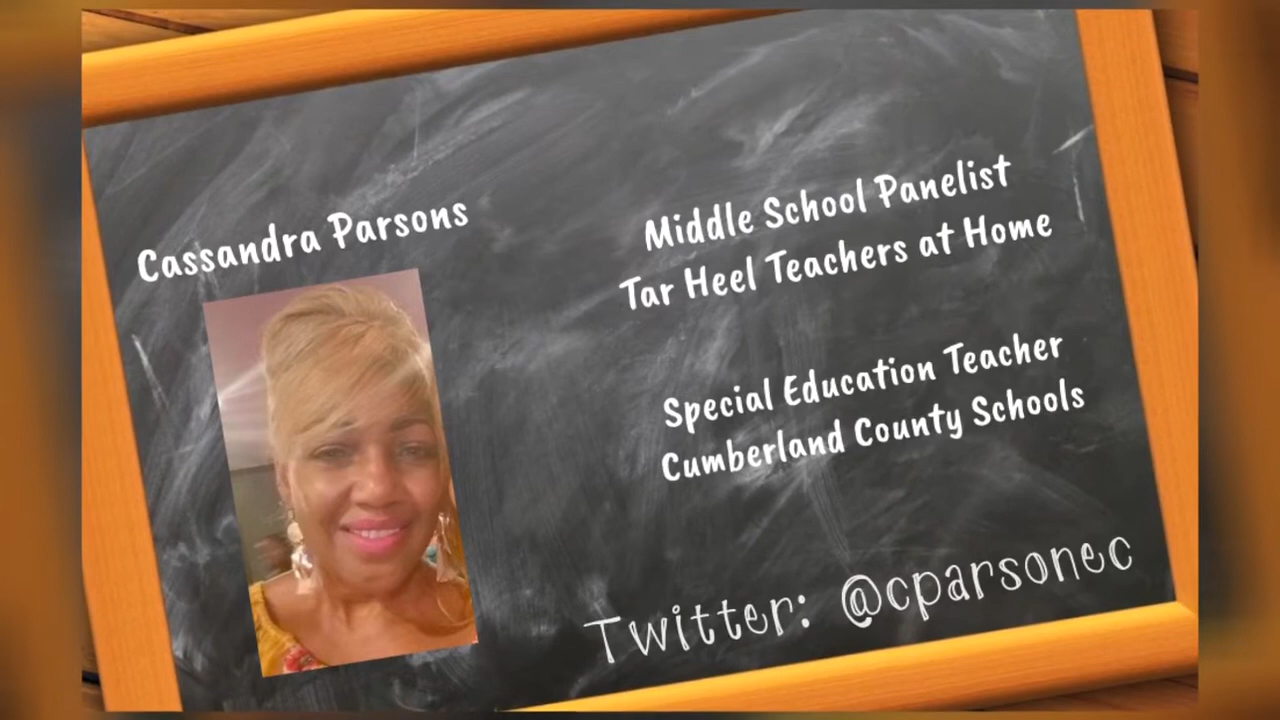 Cassandra Parsons
Middle School Panelist
Tar Heel Teachers at Home
Special Education Teacher
Cumberland County Schools
Twitter: @cparsonec